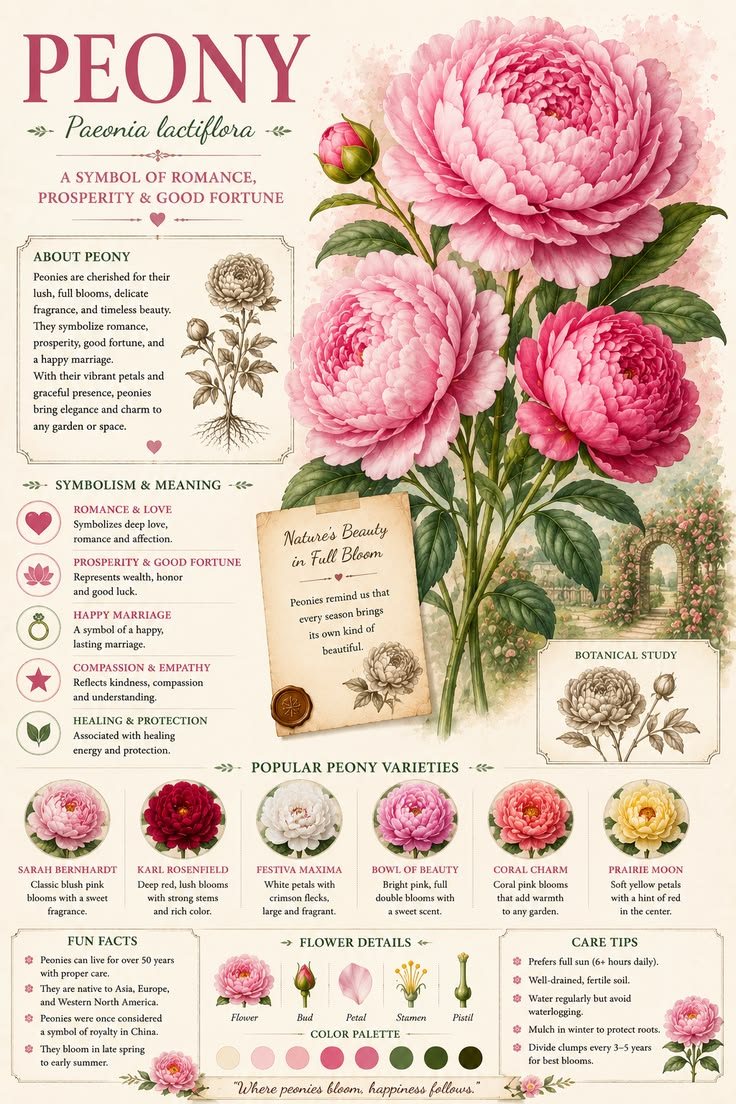 PEONY
Paeonia lactiflora
A SYMBOL OF ROMANCE,
PROSPERITY & GOOD FORTUNE
ABOUT PEONY
Peonies are cherished for their
lush, full blooms, delicate
fragrance, and timeless beauty.
They symbolize romance,
prosperity, good fortune, and
a happy marriage.
With their vibrant petals and
graceful presence, peonies
bring elegance and charm to
any garden or space.
SYMBOLISM & MEANING
ROMANCE & LOVE
Symbolizes deep love,
romance and affection.
PROSPERITY & GOOD FORTUNE
Represents wealth, honor
and good luck.
HAPPY MARRIAGE
A symbol of a happy,
lasting marriage.
COMPASSION & EMPATHY
Reflects kindness, compassion
and understanding.
HEALING & PROTECTION
Associated with healing
energy and protection.
Nature's Beauty
in Full Bloom
Peonies remind us that
every season brings
its own kind of
beautiful.
BOTANICAL STUDY
POPULAR PEONY VARIETIES
SARAH BERNHARDT
Classic blush pink
blooms with a sweet
fragrance.
KARL ROSENFIELD
Deep red, lush blooms
with strong stems
and rich color.
FESTIVA MAXIMA
White petals with
crimson flecks,
large and fragrant.
BOWL OF BEAUTY
Bright pink, full
double blooms with
a sweet scent.
CORAL CHARM
Coral pink blooms
that add warmth
to any garden.
PRAIRIE MOON
Soft yellow petals
with a hint of red
in the center.
FUN FACTS
Peonies can live for over 50 years
with proper care.
They are native to Asia, Europe,
and Western North America.
Peonies were once considered
a symbol of royalty in China.
They bloom in late spring
to early summer.
FLOWER DETAILS
Flower
Bud
Petal
Stamen
Pistil
COLOR PALETTE
CARE TIPS
Prefers full sun (6+ hours daily).
Well-drained, fertile soil.
Water regularly but avoid
waterlogging.
Mulch in winter to protect roots.
Divide clumps every 3–5 years
for best blooms.
"Where peonies bloom, happiness follows."